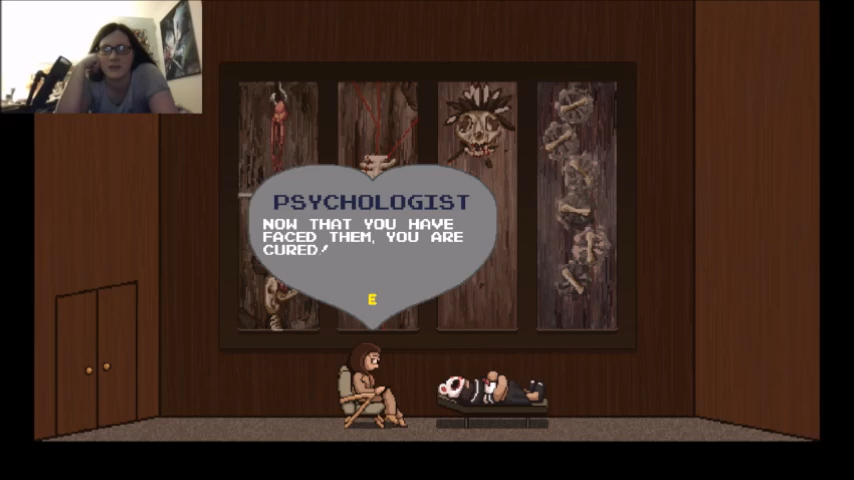 PSYCHOLOGIST
NOW THAT YOU HAVE
FACED THEM, YOU ARE
CURED!
E